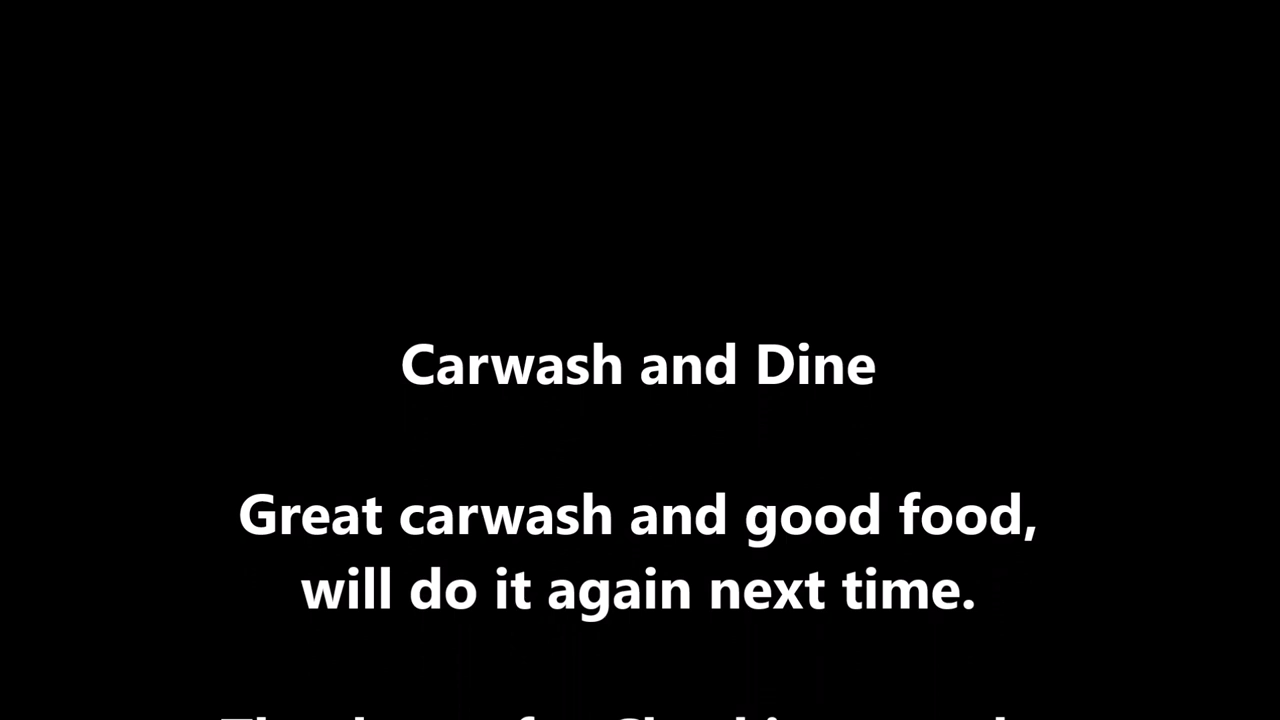 Carwash and Dine
Great carwash and good food,
will do it again next time.